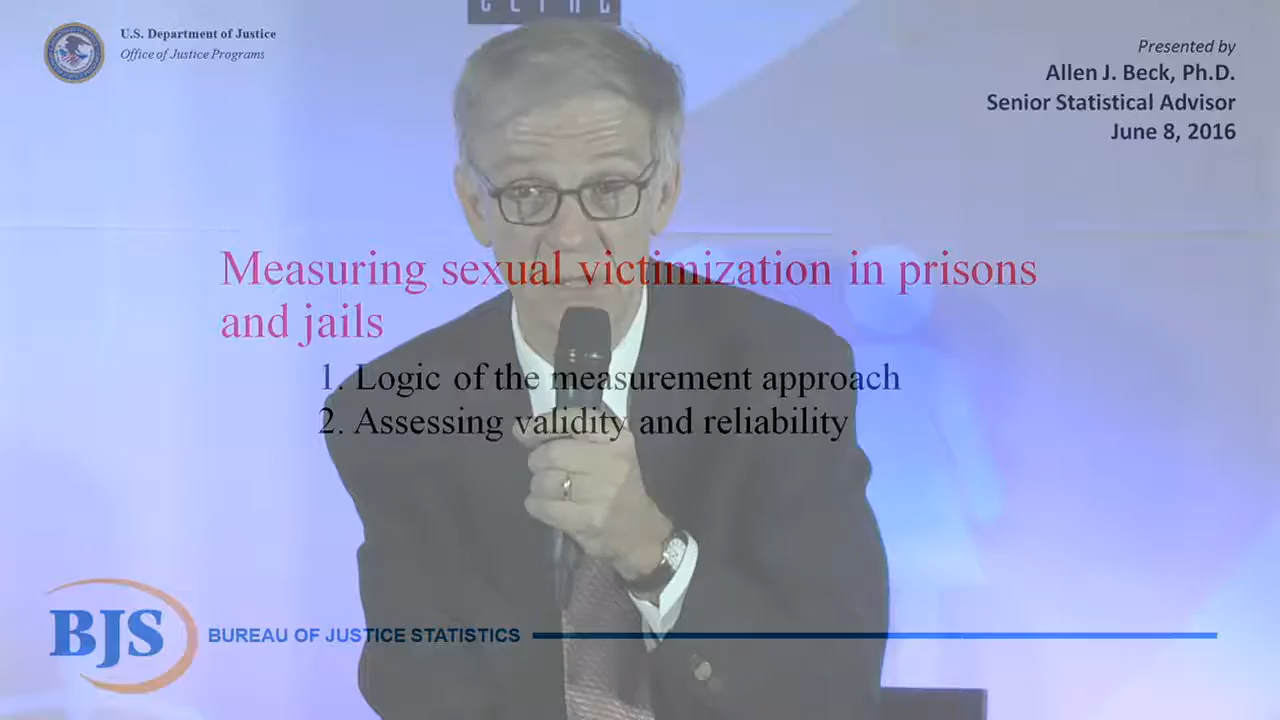 U.S. Department of Justice
Office of Justice Programs
Presented by
Allen J. Beck, Ph.D.
Senior Statistical Advisor
June 8, 2016
Measuring sexual victimization in prisons
and jails
1. Logic of the measurement approach
2. Assessing validity and reliability
BJS
BUREAU OF JUSTICE STATISTICS